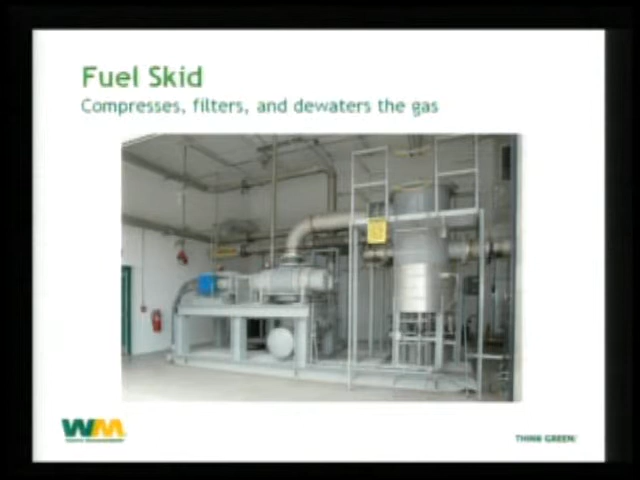 Fuel Skid
Compresses, filters, and dewaters the gas
WM
THINK GREEN.